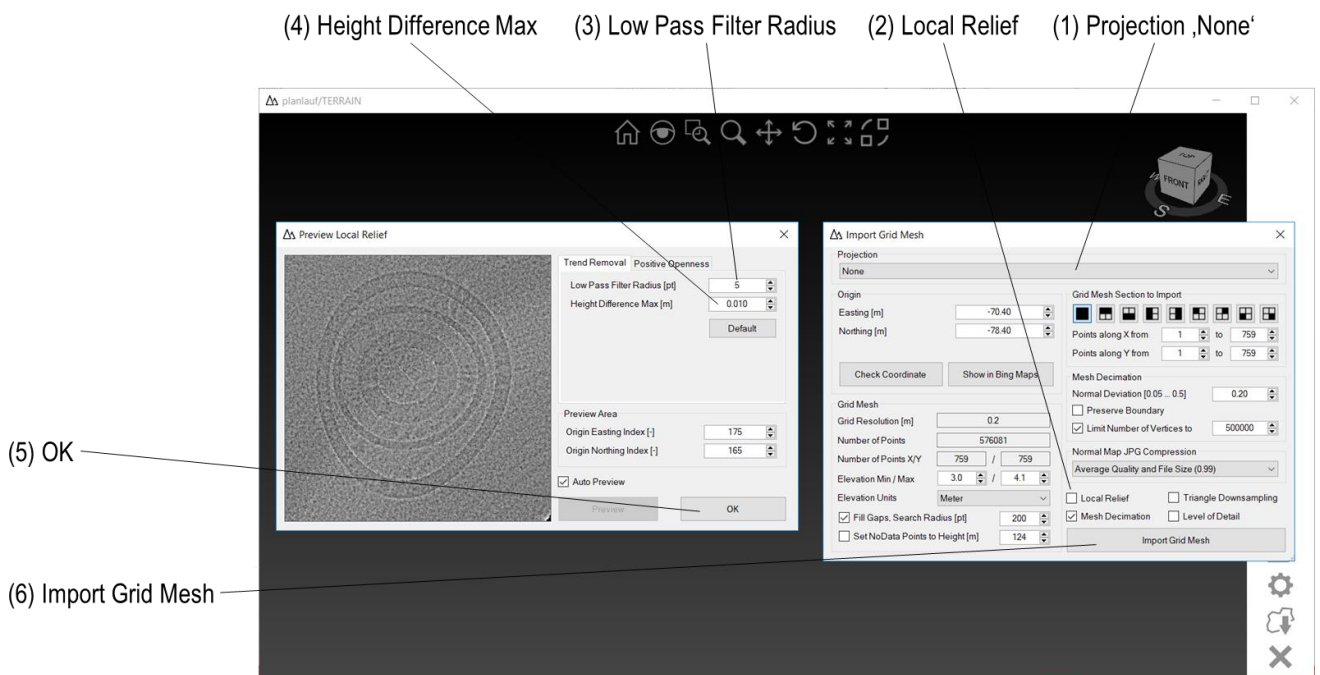 (4) Height Difference Max
(3) Low Pass Filter Radius
(2) Local Relief
(1) Projection ‚None‘
planlauf/TERRAIN
TOP
FRONT
W
S
E
Preview Local Relief
Trend Removal
Positive Openness
Low Pass Filter Radius [pt]
5
Height Difference Max [m]
0.010
Default
Preview Area
Origin Easting Index [-]
175
Origin Northing Index [-]
165
Auto Preview
Preview
OK
Import Grid Mesh
Projection
None
Origin
Easting [m]
-70.40
Northing [m]
-78.40
Check Coordinate
Show in Bing Maps
Grid Mesh
Grid Resolution [m]
0.2
Number of Points
576081
Number of Points X/Y
759 / 759
Elevation Min / Max
3.0 / 4.1
Elevation Units
Meter
Fill Gaps, Search Radius [pt]
200
Set NoData Points to Height [m]
124
Grid Mesh Section to Import
Points along X from
1 to 759
Points along Y from
1 to 759
Mesh Decimation
Normal Deviation [0.05 ... 0.5]
0.20
Preserve Boundary
Limit Number of Vertices to
500000
Normal Map JPG Compression
Average Quality and File Size (0.99)
Local Relief
Triangle Downsampling
Mesh Decimation
Level of Detail
Import Grid Mesh
(5) OK
(6) Import Grid Mesh